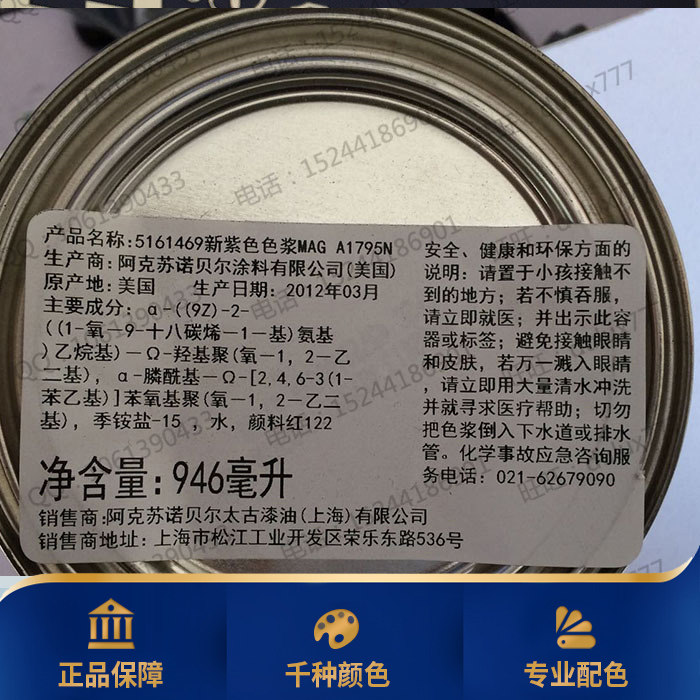 产品名称:5161469新紫色色浆MAG A1795N
生产商:阿克苏诺贝尔涂料有限公司(美国)
原产地:美国 生产日期:2012年03月
主要成分: α-((9Z)-2-
((1-氧-9-十八碳烯-1-基)氨基
)乙烷基)-Ω-羟基聚(氧-1, 2-乙
二基), α-膦酰基-Ω-[2,4,6-3(1-
苯乙基)]苯氧基聚(氧-1, 2-乙二
基), 季铵盐-15 , 水, 颜料红122
净含量:946毫升
销售商:阿克苏诺贝尔太古漆油(上海)有限公司
销售商地址: 上海市松江工业开发区荣乐东路536号
安全、健康和环保方面的
说明: 请置于小孩接触不
到的地方; 若不慎吞服,
请立即就医; 并出示此容
器或标签; 避免接触眼睛
和皮肤, 若万一溅入眼睛
, 请立即用大量清水冲洗
并就寻求医疗帮助; 切勿
把色浆倒入下水道或排水
管。化学事故应急咨询服
务电话: 021-62679090
电话:15244186901
正品保障
千种颜色
专业配色